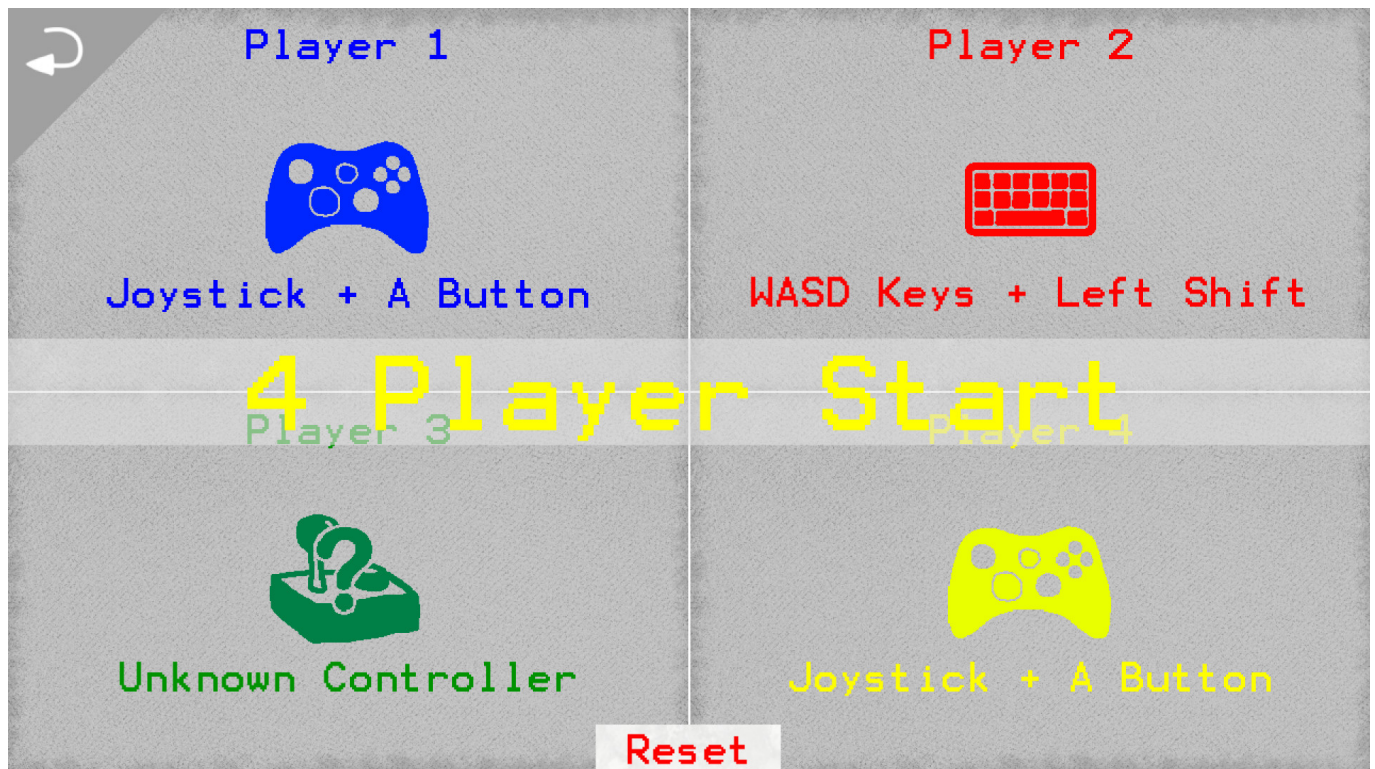 Player 1
Player 2
Joystick + A Button
WASD Keys + Left Shift
4 Player Start
Player 3
Player 4
Unknown Controller
Joystick + A Button
Reset